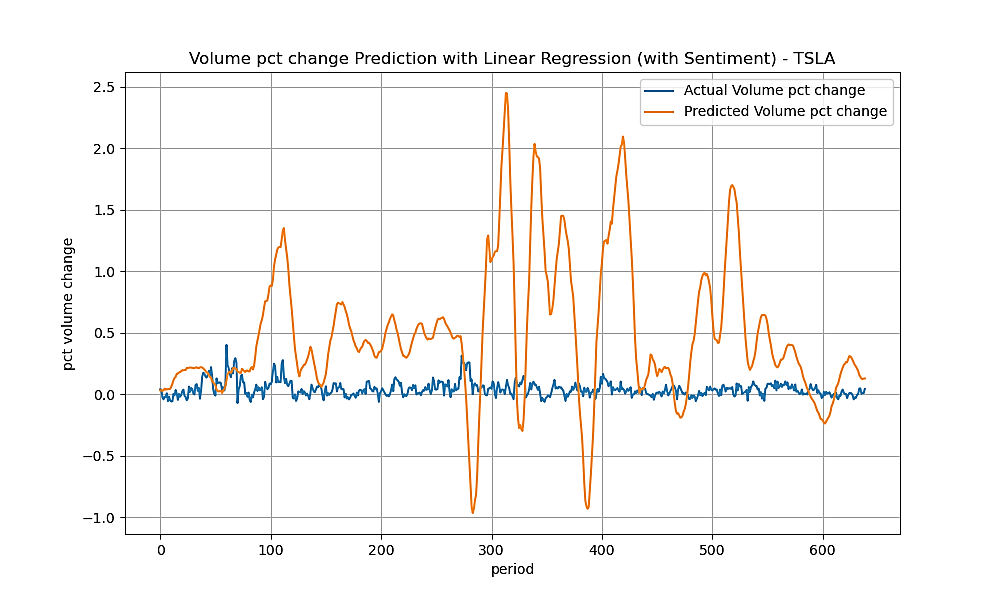 Volume pct change Prediction with Linear Regression (with Sentiment) - TSLA
Actual Volume pct change
Predicted Volume pct change
2.5
2.0
1.5
1.0
0.5
0.0
−0.5
−1.0
pct volume change
0 100 200 300 400 500 600
period